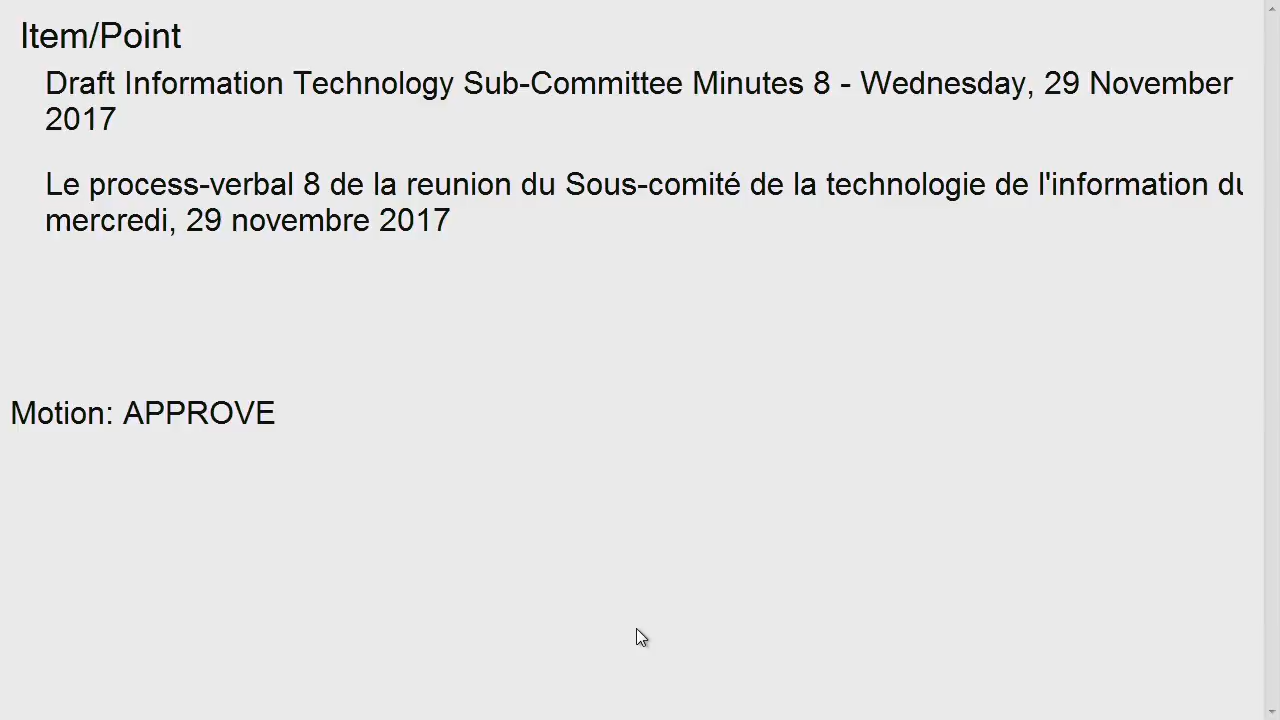 Item/Point
Draft Information Technology Sub-Committee Minutes 8 - Wednesday, 29 November
2017
Le process-verbal 8 de la reunion du Sous-comité de la technologie de l'information du
mercredi, 29 novembre 2017
Motion: APPROVE